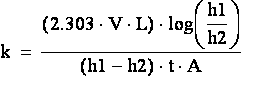 k = (2.303 · V · L) · log(h1/h2) / (h1 − h2) · t · A